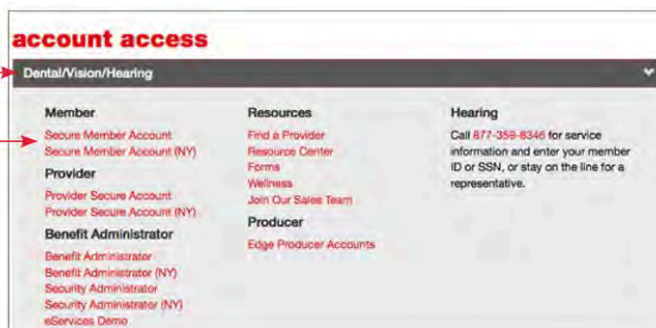 account access
Dental/Vision/Hearing
Member
Secure Member Account
Secure Member Account (NY)
Provider
Provider Secure Account
Provider Secure Account (NY)
Benefit Administrator
Benefit Administrator
Benefit Administrator (NY)
Security Administrator
Security Administrator (NY)
eServices Demo
Resources
Find a Provider
Resource Center
Forms
Wellness
Join Our Sales Team
Producer
Edge Producer Accounts
Hearing
Call 877-359-8346 for service
information and enter your member
ID or SSN, or stay on the line for a
representative.